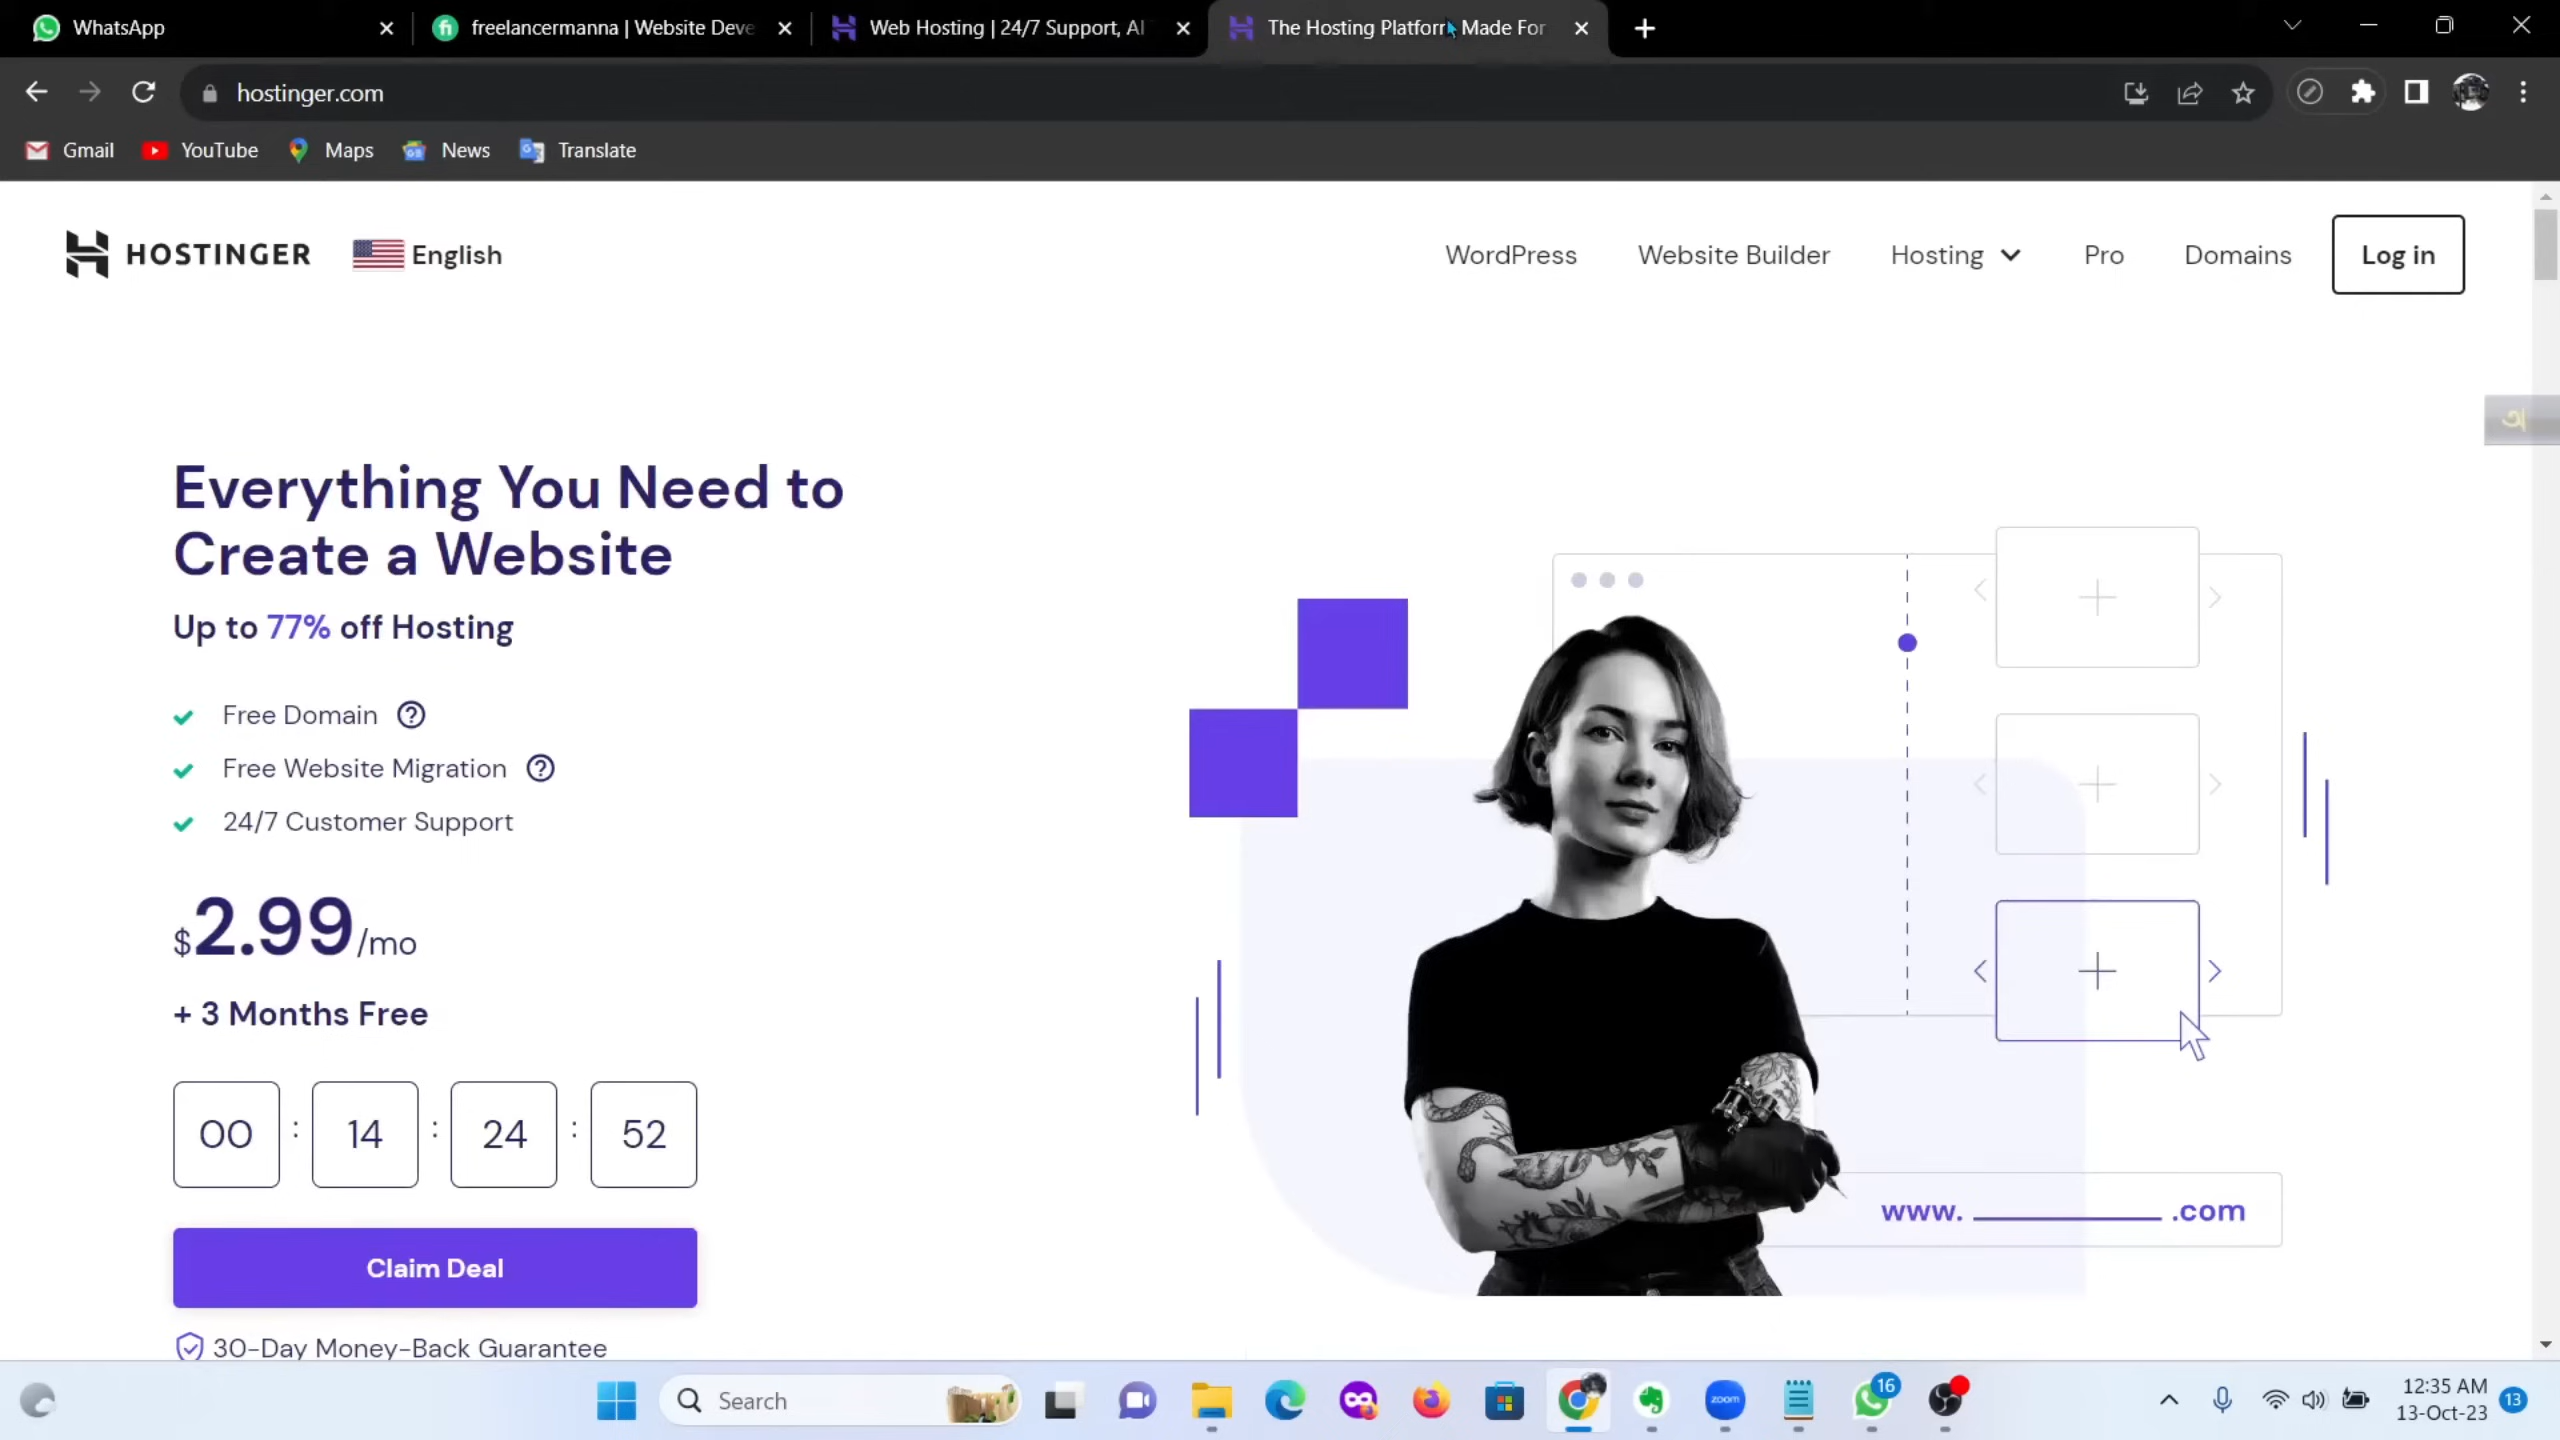 WhatsApp
freelancermanna | Website Deve
Web Hosting | 24/7 Support, AI
The Hosting Platform Made For
hostinger.com
Gmail
YouTube
Maps
News
Translate
HOSTINGER
English
WordPress
Website Builder
Hosting
Pro
Domains
Log in
অ
Everything You Need to
Create a Website
Up to 77% off Hosting
Free Domain
Free Website Migration
24/7 Customer Support
$2.99/mo
+ 3 Months Free
00 : 14 : 24 : 52
Claim Deal
30-Day Money-Back Guarantee
www. ________ .com
Search
zoom
16
12:35 AM
13-Oct-23
13